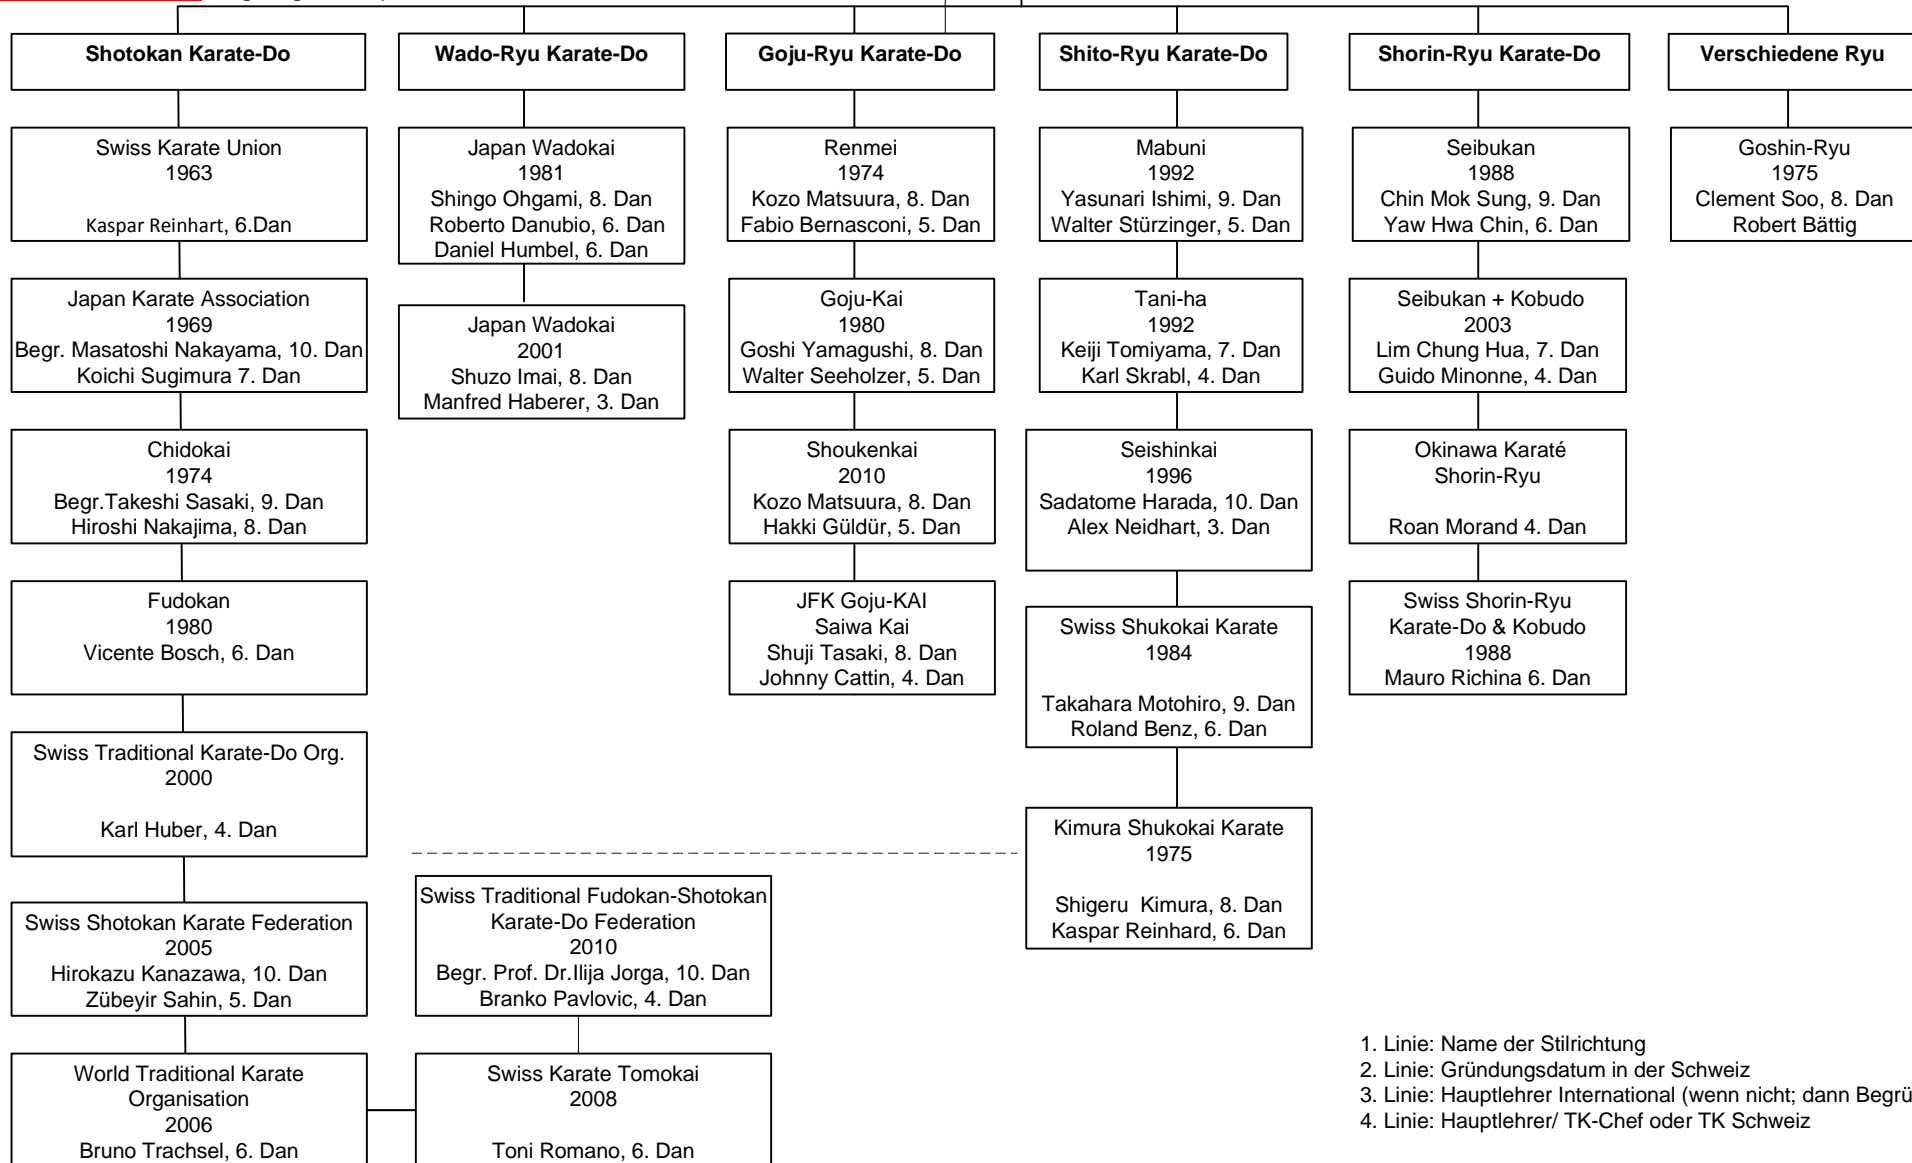 Shotokan Karate-Do
Swiss Karate Union
1963
Kaspar Reinhart, 6.Dan
Japan Karate Association
1969
Begr. Masatoshi Nakayama, 10. Dan
Koichi Sugimura 7. Dan
Chidokai
1974
Begr.Takeshi Sasaki, 9. Dan
Hiroshi Nakajima, 8. Dan
Fudokan
1980
Vicente Bosch, 6. Dan
Swiss Traditional Karate-Do Org.
2000
Karl Huber, 4. Dan
Swiss Shotokan Karate Federation
2005
Hirokazu Kanazawa, 10. Dan
Zübeyir Sahin, 5. Dan
World Traditional Karate
Organisation
2006
Bruno Trachsel, 6. Dan
Wado-Ryu Karate-Do
Japan Wadokai
1981
Shingo Ohgami, 8. Dan
Roberto Danubio, 6. Dan
Daniel Humbel, 6. Dan
Japan Wadokai
2001
Shuzo Imai, 8. Dan
Manfred Haberer, 3. Dan
Swiss Traditional Fudokan-Shotokan
Karate-Do Federation
2010
Begr. Prof. Dr.Ilija Jorga, 10. Dan
Branko Pavlovic, 4. Dan
Swiss Karate Tomokai
2008
Toni Romano, 6. Dan
Goju-Ryu Karate-Do
Renmei
1974
Kozo Matsuura, 8. Dan
Fabio Bernasconi, 5. Dan
Goju-Kai
1980
Goshi Yamagushi, 8. Dan
Walter Seeholzer, 5. Dan
Shoukenkai
2010
Kozo Matsuura, 8. Dan
Hakki Güldür, 5. Dan
JFK Goju-KAI
Saiwa Kai
Shuji Tasaki, 8. Dan
Johnny Cattin, 4. Dan
Shito-Ryu Karate-Do
Mabuni
1992
Yasunari Ishimi, 9. Dan
Walter Stürzinger, 5. Dan
Tani-ha
1992
Keiji Tomiyama, 7. Dan
Karl Skrabl, 4. Dan
Seishinkai
1996
Sadatome Harada, 10. Dan
Alex Neidhart, 3. Dan
Swiss Shukokai Karate
1984
Takahara Motohiro, 9. Dan
Roland Benz, 6. Dan
Kimura Shukokai Karate
1975
Shigeru Kimura, 8. Dan
Kaspar Reinhard, 6. Dan
Shorin-Ryu Karate-Do
Seibukan
1988
Chin Mok Sung, 9. Dan
Yaw Hwa Chin, 6. Dan
Seibukan + Kobudo
2003
Lim Chung Hua, 7. Dan
Guido Minonne, 4. Dan
Okinawa Karaté
Shorin-Ryu
Roan Morand 4. Dan
Swiss Shorin-Ryu
Karate-Do & Kobudo
1988
Mauro Richina 6. Dan
Verschiedene Ryu
Goshin-Ryu
1975
Clement Soo, 8. Dan
Robert Bättig
1. Linie: Name der Stilrichtung
2. Linie: Gründungsdatum in der Schweiz
3. Linie: Hauptlehrer International (wenn nicht; dann Begrü
4. Linie: Hauptlehrer/ TK-Chef oder TK Schweiz